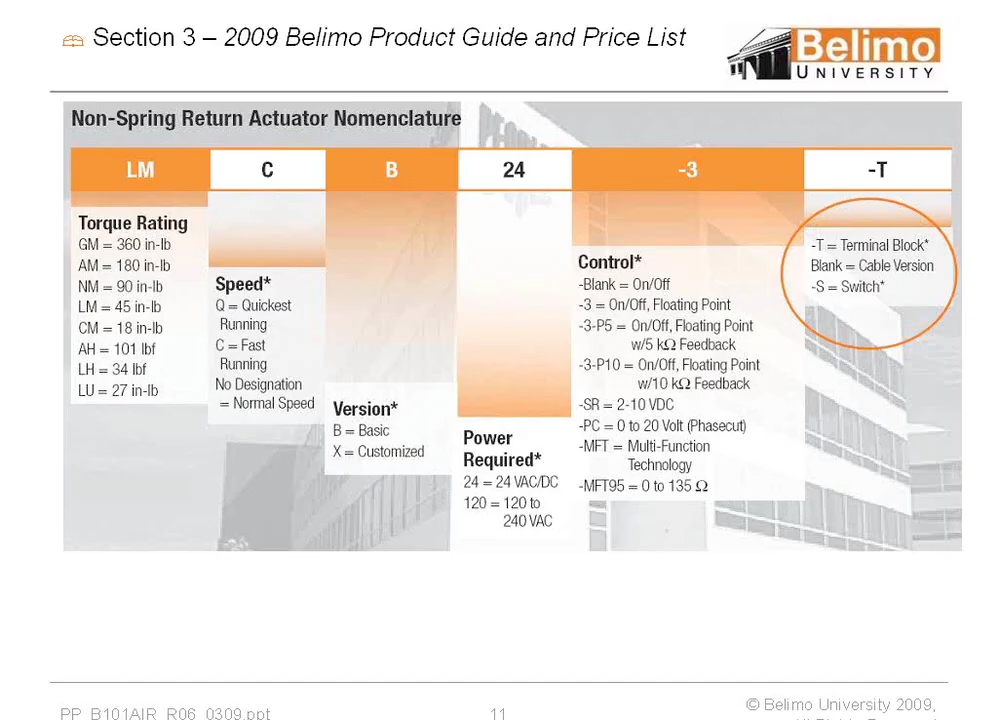 Section 3 – 2009 Belimo Product Guide and Price List
Belimo
UNIVERSITY
Non-Spring Return Actuator Nomenclature
LM C B 24 -3 -T
Torque Rating
GM = 360 in-lb
AM = 180 in-lb
NM = 90 in-lb
LM = 45 in-lb
CM = 18 in-lb
AH = 101 lbf
LH = 34 lbf
LU = 27 in-lb
Speed*
Q = Quickest
Running
C = Fast
Running
No Designation
= Normal Speed
Version*
B = Basic
X = Customized
Power
Required*
24 = 24 VAC/DC
120 = 120 to
240 VAC
Control*
-Blank = On/Off
-3 = On/Off, Floating Point
-3-P5 = On/Off, Floating Point
w/5 kΩ Feedback
-3-P10 = On/Off, Floating Point
w/10 kΩ Feedback
-SR = 2-10 VDC
-PC = 0 to 20 Volt (Phasecut)
-MFT = Multi-Function
Technology
-MFT95 = 0 to 135 Ω
-T = Terminal Block*
Blank = Cable Version
-S = Switch*
PP_B101AIR_R06_0309.ppt
11
© Belimo University 2009,